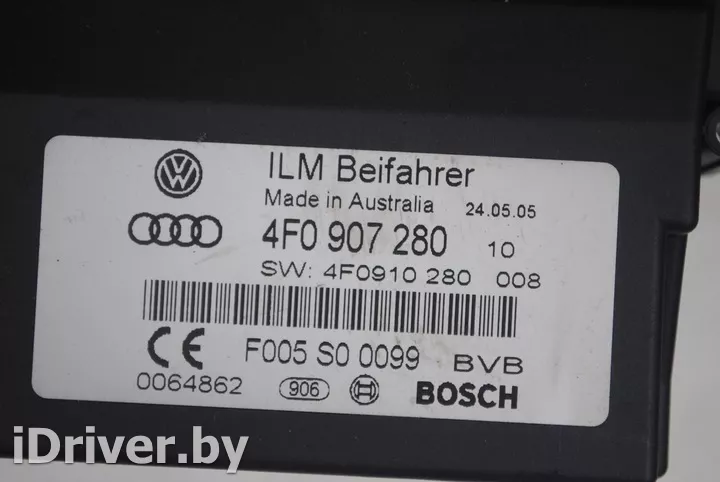 ILM Beifahrer
Made in Australia 24.05.05
4F0 907 280 10
SW: 4F0910 280 008
F005 S0 0099 BVB
0064862 906 BOSCH
iDriver.by